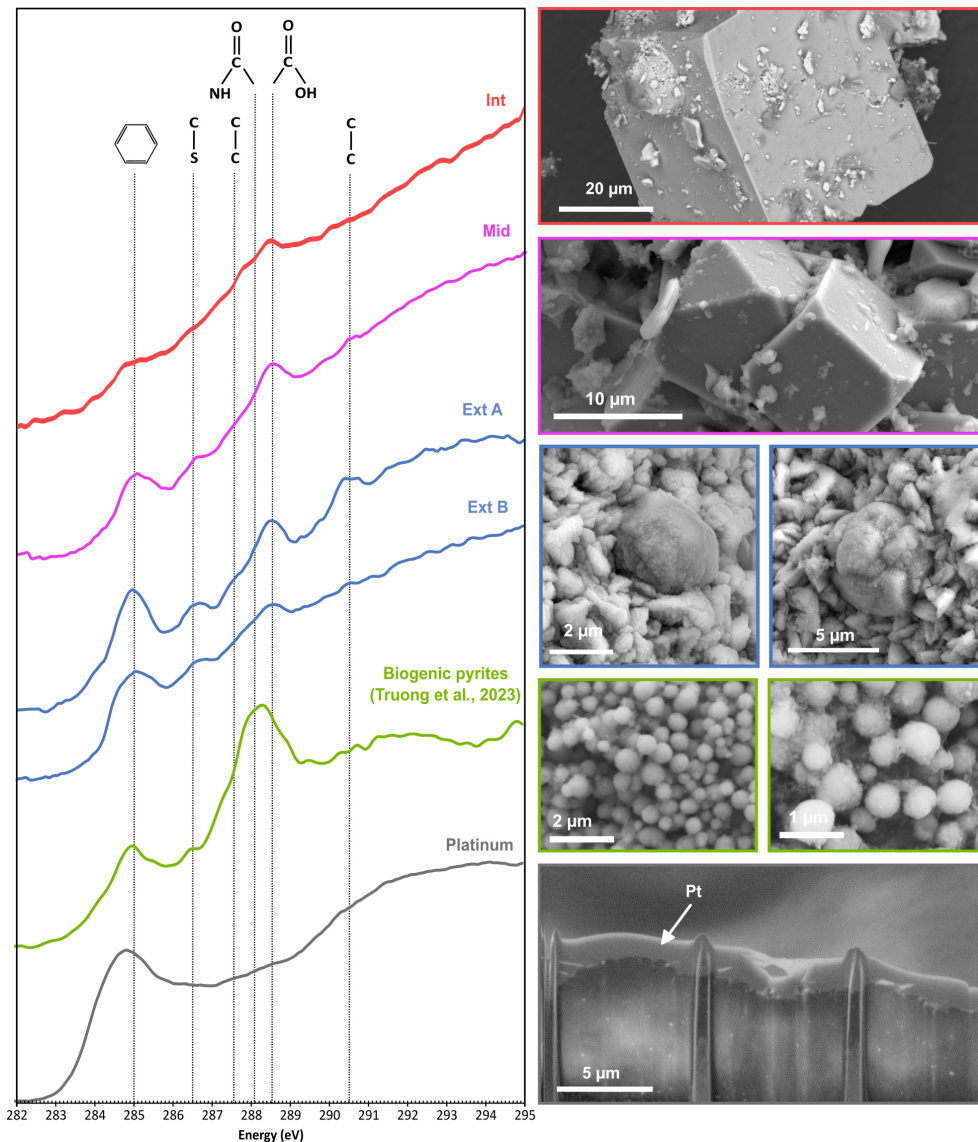 O
C
NH
O
C
OH
C
S
C
C
C
C
Int
Mid
Ext A
Ext B
Biogenic pyrites
(Truong et al., 2023)
Platinum
282 283 284 285 286 287 288 289 290 291 292 293 294 295
Energy (eV)
20 µm
10 µm
2 µm
5 µm
2 µm
1 µm
Pt
5 µm